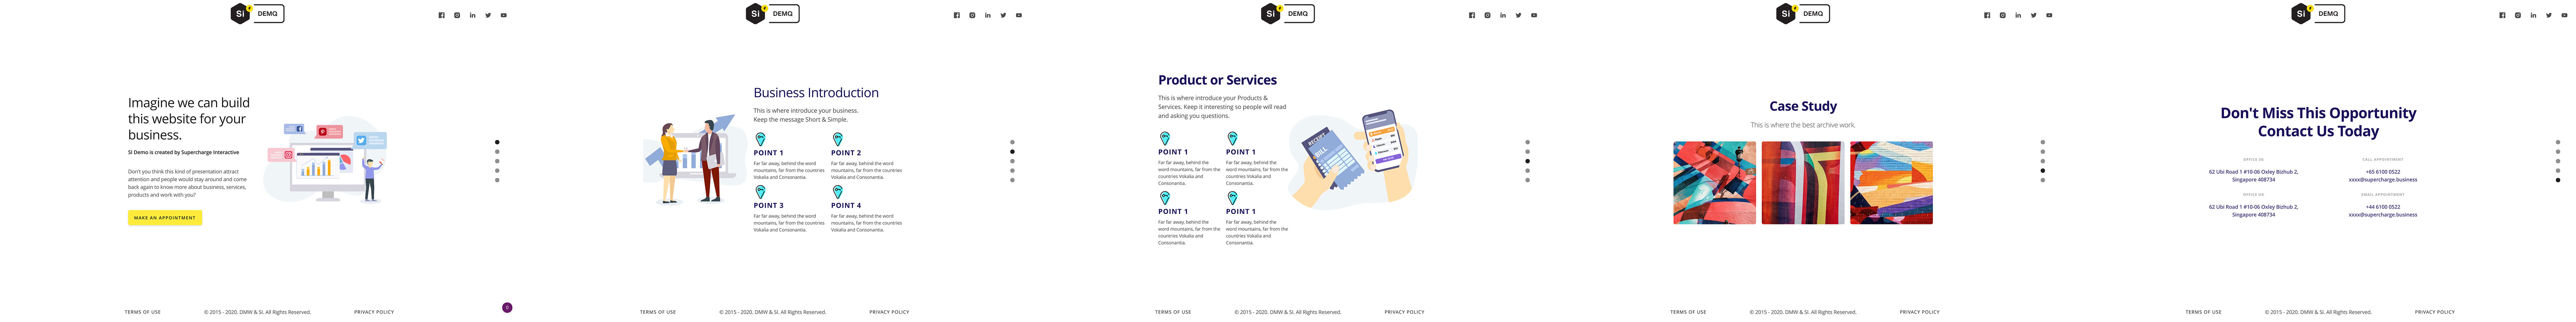 Si DEMQ
Imagine we can build
this website for your
business.
SI Demo is created by Supercharge Interactive
Don't you think this kind of presentation attract
attention and people would stay around and come
back again to know more about business, services,
products and work with you?
MAKE AN APPOINTMENT
TERMS OF USE
© 2015 - 2020. DMW & SI. All Rights Reserved.
PRIVACY POLICY
Si DEMQ
Business Introduction
This is where introduce your business.
Keep the message Short & Simple.
POINT 1
Far far away, behind the word
mountains, far from the countries
Vokalia and Consonantia.
POINT 2
Far far away, behind the word
mountains, far from the countries
Vokalia and Consonantia.
POINT 3
Far far away, behind the word
mountains, far from the countries
Vokalia and Consonantia.
POINT 4
Far far away, behind the word
mountains, far from the countries
Vokalia and Consonantia.
TERMS OF USE
© 2015 - 2020. DMW & SI. All Rights Reserved.
PRIVACY POLICY
Si DEMQ
Product or Services
This is where introduce your Products &
Services. Keep it interesting so people will read
and asking you questions.
POINT 1
Far far away, behind the
word mountains, far from the
countries Vokalia and
Consonantia.
POINT 1
Far far away, behind the
word mountains, far from the
countries Vokalia and
Consonantia.
POINT 1
Far far away, behind the
word mountains, far from the
countries Vokalia and
Consonantia.
POINT 1
Far far away, behind the
word mountains, far from the
countries Vokalia and
Consonantia.
RECEIPT
BILL
TERMS OF USE
© 2015 - 2020. DMW & SI. All Rights Reserved.
PRIVACY POLICY
Si DEMQ
Case Study
This is where the best archive work.
TERMS OF USE
© 2015 - 2020. DMW & SI. All Rights Reserved.
PRIVACY POLICY
Si DEMQ
Don't Miss This Opportunity
Contact Us Today
OFFICE SG
62 Ubi Road 1 #10-06 Oxley Bizhub 2,
Singapore 408734
CALL APPOINTMENT
+65 6100 0522
xxxx@supercharge.business
OFFICE UK
62 Ubi Road 1 #10-06 Oxley Bizhub 2,
Singapore 408734
EMAIL APPOINTMENT
+44 6100 0522
xxxx@supercharge.business
TERMS OF USE
© 2015 - 2020. DMW & SI. All Rights Reserved.
PRIVACY POLICY